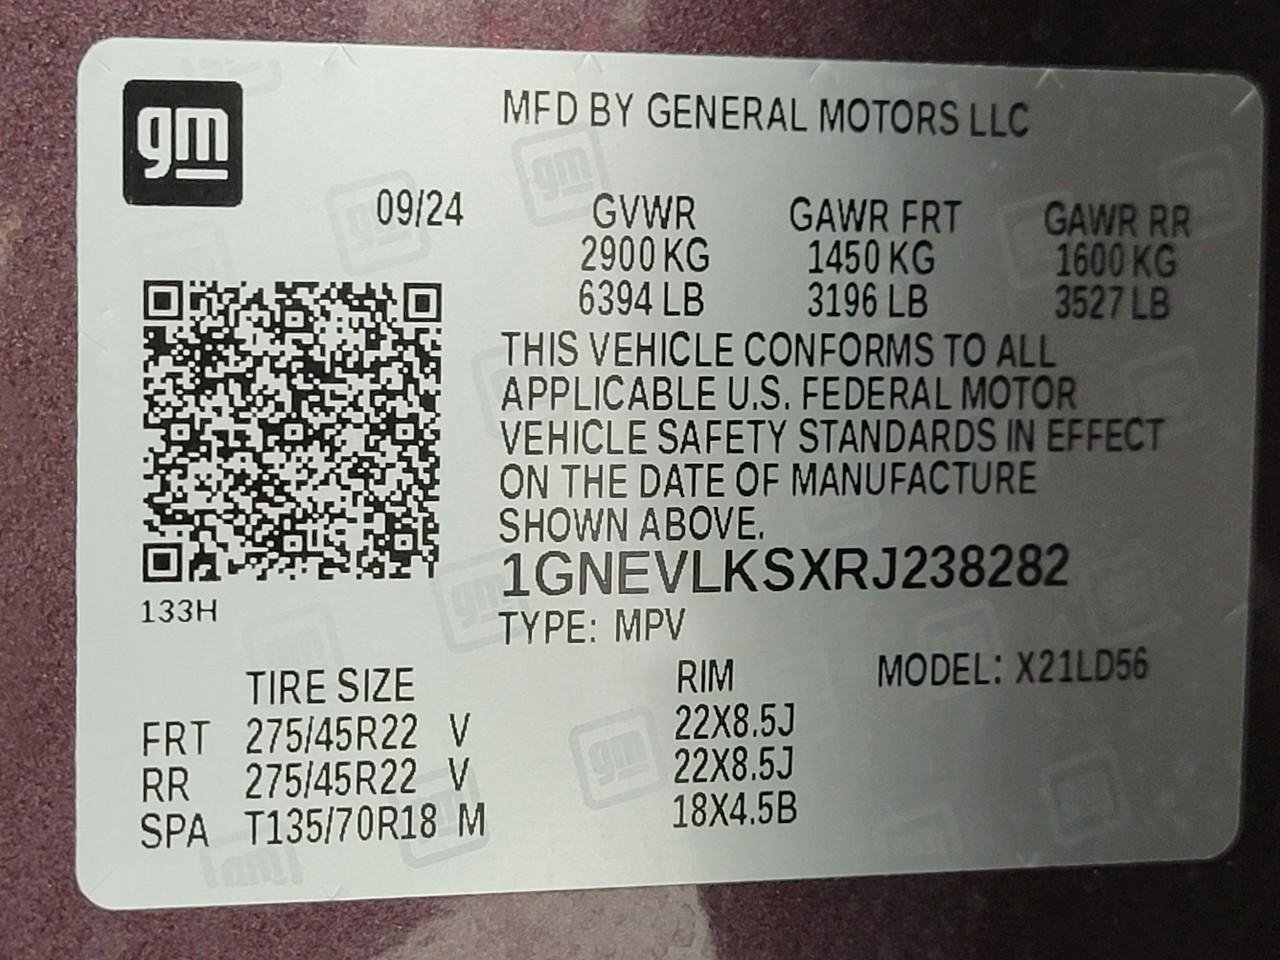 gm
MFD BY GENERAL MOTORS LLC
09/24 GVWR GAWR FRT GAWR RR
2900 KG 1450 KG 1600 KG
6394 LB 3196 LB 3527 LB
THIS VEHICLE CONFORMS TO ALL
APPLICABLE U.S. FEDERAL MOTOR
VEHICLE SAFETY STANDARDS IN EFFECT
ON THE DATE OF MANUFACTURE
SHOWN ABOVE.
1GNEVLKSXRJ238282
133H
TYPE: MPV
TIRE SIZE RIM MODEL: X21LD56
FRT 275/45R22 V 22X8.5J
RR 275/45R22 V 22X8.5J
SPA T135/70R18 M 18X4.5B